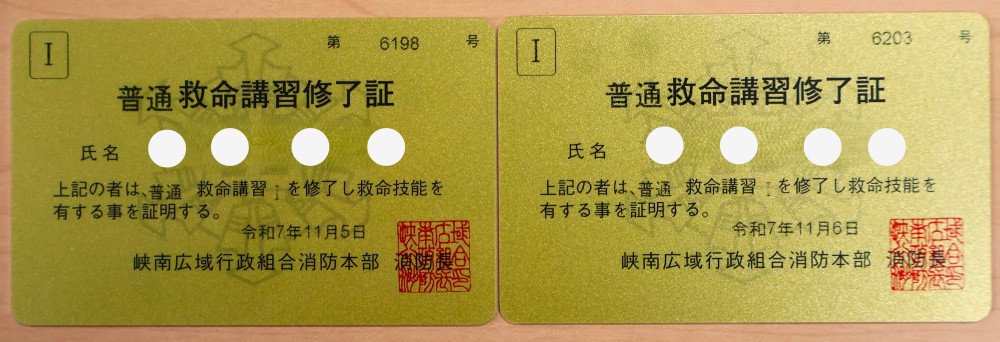 I
第 6198 号
普通救命講習修了証
氏名
上記の者は、普通 救命講習 I を修了し救命技能を
有する事を証明する。
令和7年11月5日
峡南広域行政組合消防本部 消防長
I
第 6203 号
普通救命講習修了証
氏名
上記の者は、普通 救命講習 I を修了し救命技能を
有する事を証明する。
令和7年11月6日
峡南広域行政組合消防本部 消防長